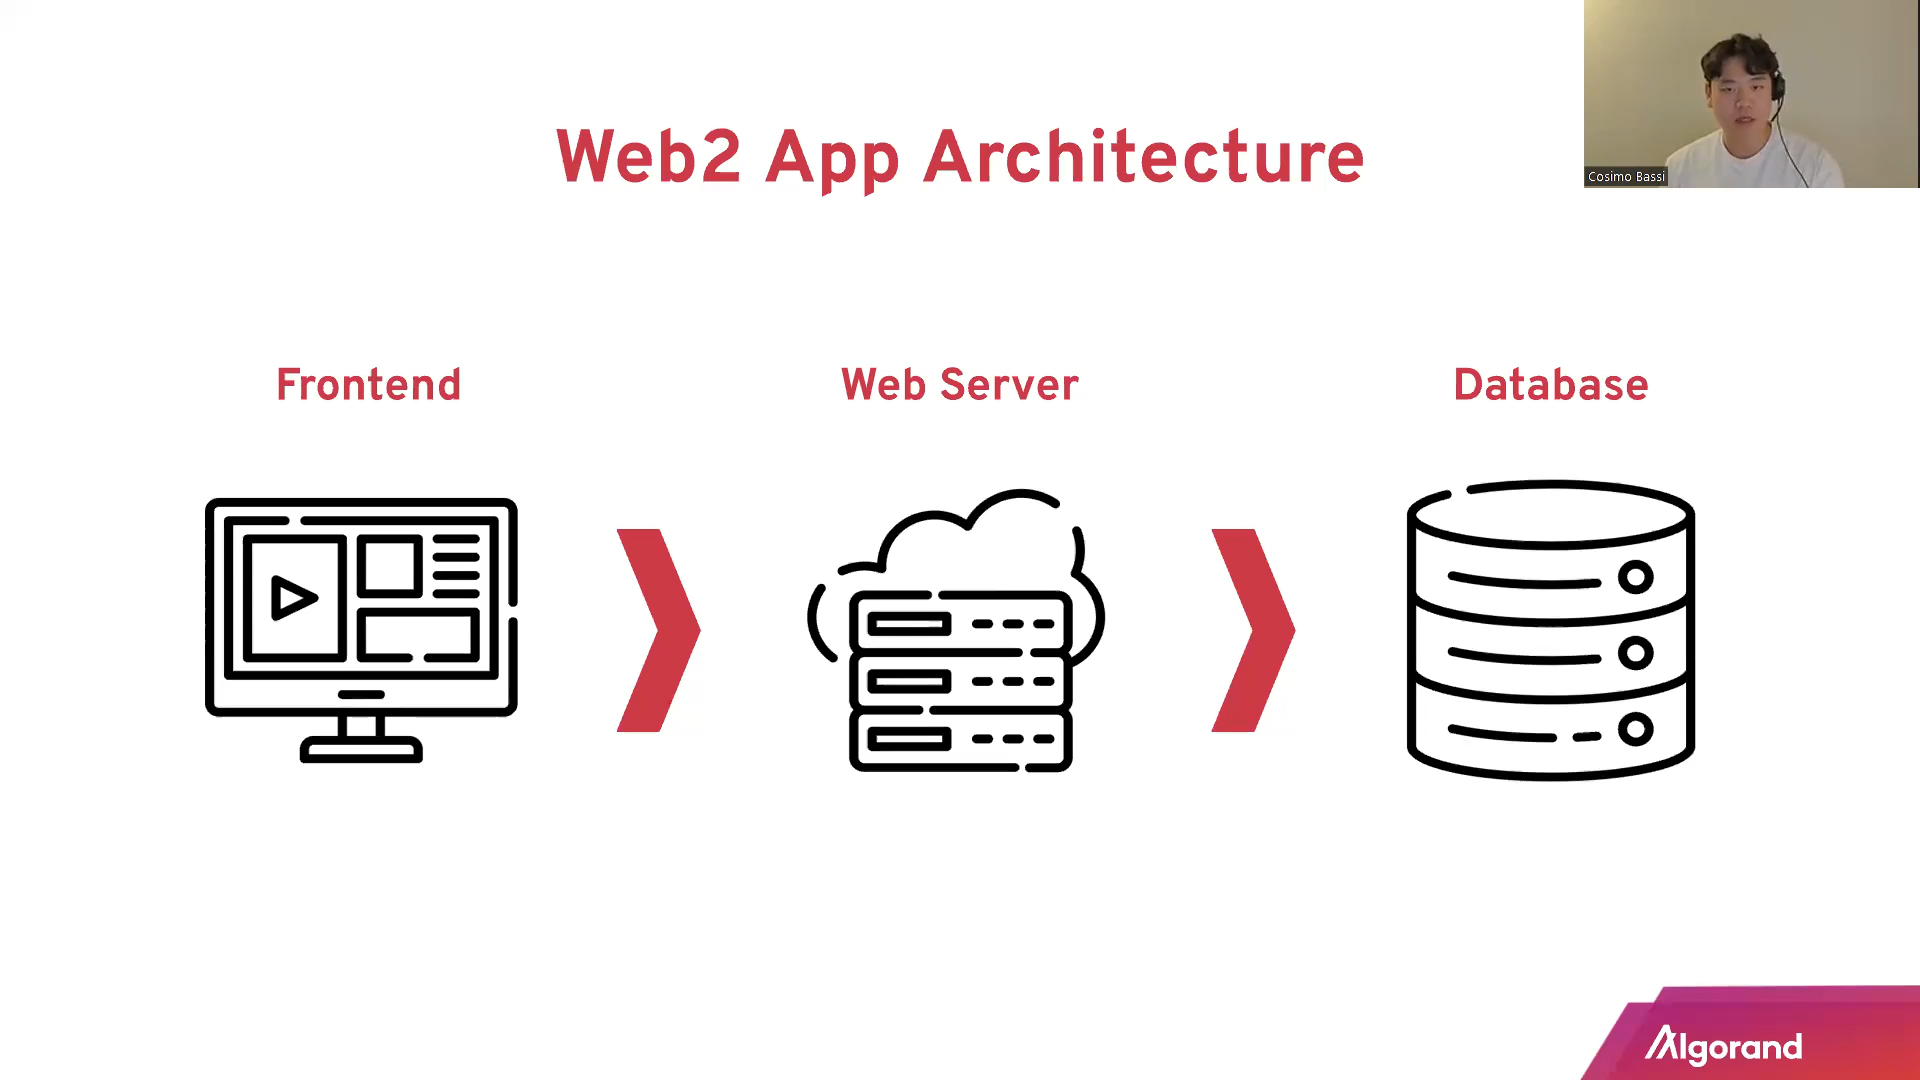 Web2 App Architecture
Cosimo Bassi
Frontend
Web Server
Database
Algorand